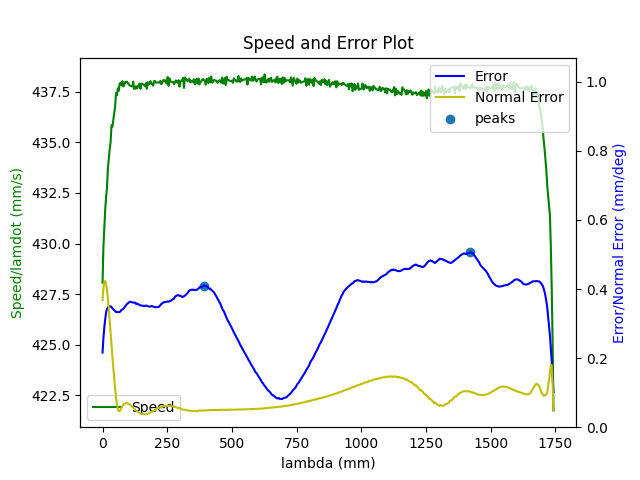 Speed and Error Plot
Speed/lamdot (mm/s)
437.5
435.0
432.5
430.0
427.5
425.0
422.5
Error
Normal Error
peaks
Speed
1.0
0.8
0.6
0.4
0.2
0.0
Error/Normal Error (mm/deg)
0
250
500
750
1000
1250
1500
1750
lambda (mm)